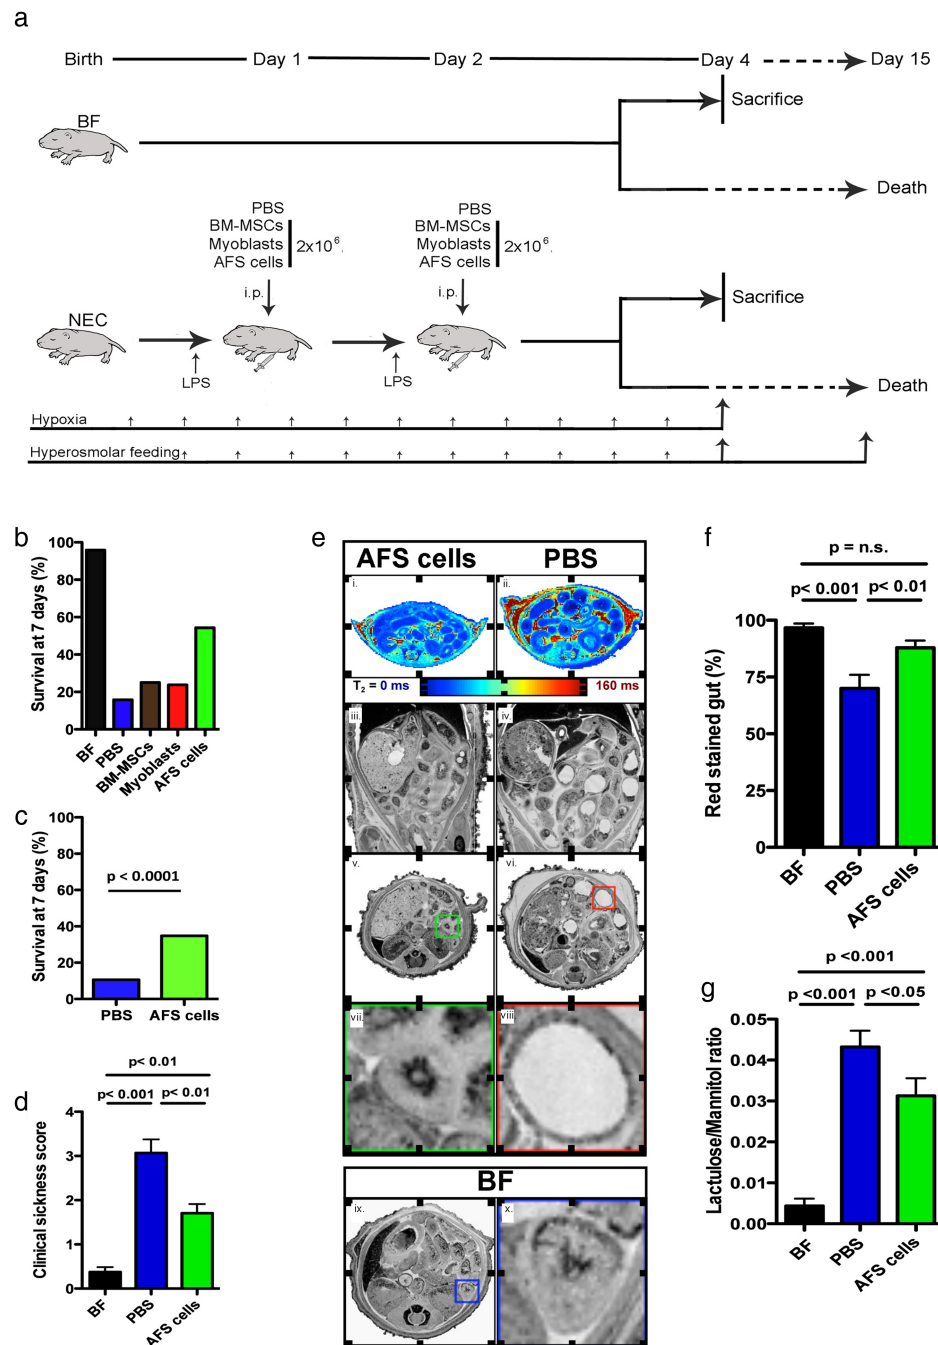 a
Birth Day 1 Day 2 Day 4 Day 15
Sacrifice
BF
Death
PBS
BM-MSCs
Myoblasts
AFS cells
2x10⁶.
i.p.
PBS
BM-MSCs
Myoblasts
AFS cells
2x10⁶.
i.p.
Sacrifice
NEC
LPS
LPS
Death
Hypoxia
Hyperosmolar feeding
b
Survival at 7 days (%)
100
80
60
40
20
0
BF
PBS
BM-MSCs
Myoblasts
AFS cells
c
Survival at 7 days (%)
100
80
60
40
20
0
p < 0.0001
PBS AFS cells
d
p< 0.01
p< 0.001 p< 0.01
Clinical sickness score
4
3
2
1
0
BF
PBS
AFS cells
e
AFS cells PBS
i. ii.
T₂ = 0 ms 160 ms
iii. iv.
v. vi.
vii. viii.
BF
ix. x.
f
p = n.s.
p< 0.001 p< 0.01
Red stained gut (%)
100
75
50
25
0
BF
PBS
AFS cells
g
p <0.001
p <0.001 p <0.05
Lactulose/Mannitol ratio
0.05
0.04
0.03
0.02
0.01
0.00
BF
PBS
AFS cells